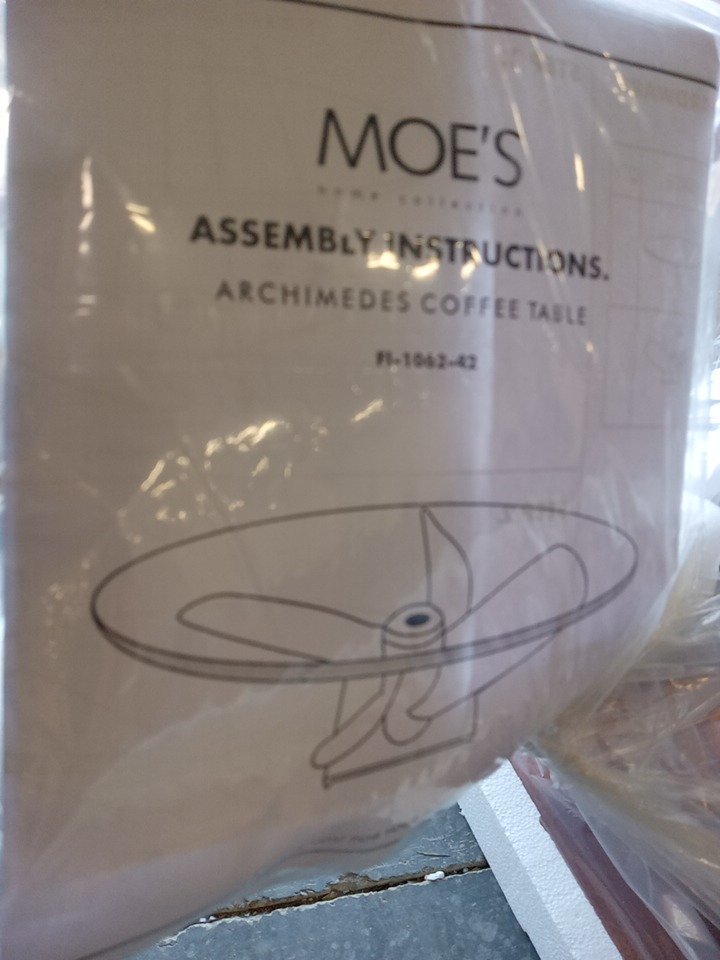 MOE'S
home collection
ASSEMBLY INSTRUCTIONS.
ARCHIMEDES COFFEE TABLE
FI-1062-42